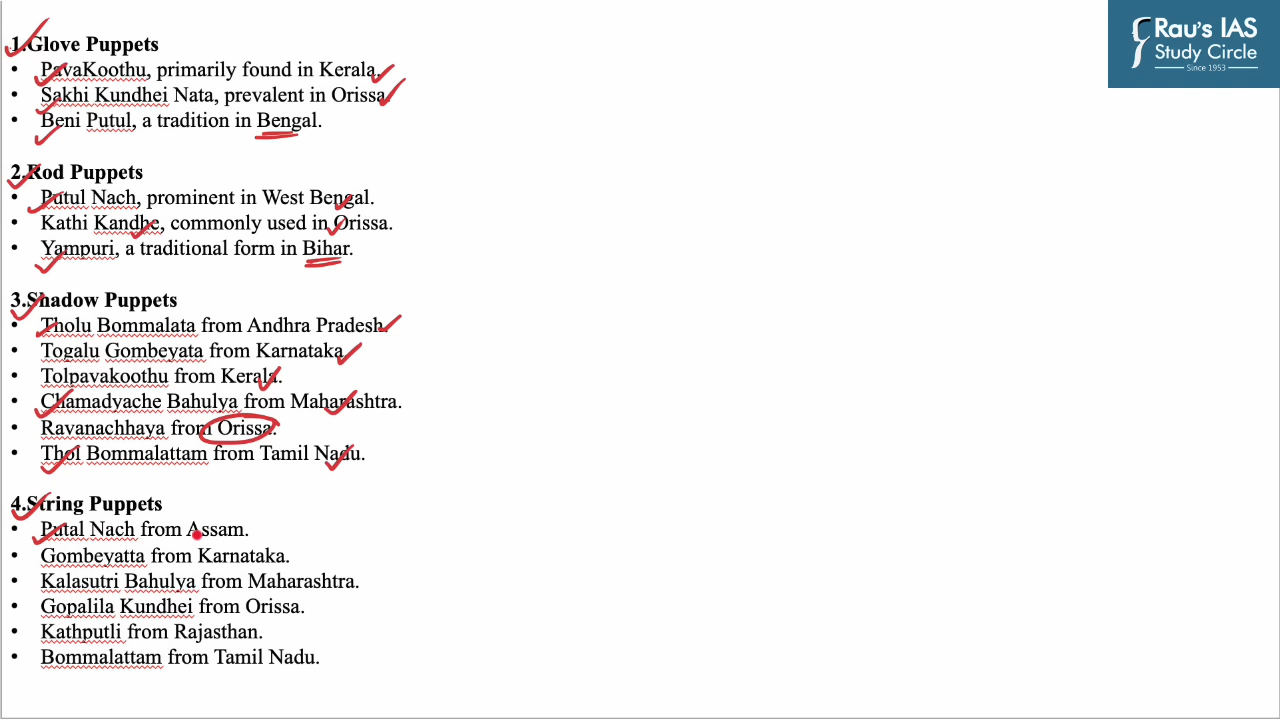 Rau's IAS
Study Circle
Since 1953
1.Glove Puppets
• PavaKoothu, primarily found in Kerala.
• Sakhi Kundhei Nata, prevalent in Orissa.
• Beni Putul, a tradition in Bengal.
2.Rod Puppets
• Putul Nach, prominent in West Bengal.
• Kathi Kandhe, commonly used in Orissa.
• Yampuri, a traditional form in Bihar.
3.Shadow Puppets
• Tholu Bommalata from Andhra Pradesh.
• Togalu Gombeyata from Karnataka.
• Tolpavakoothu from Kerala.
• Chamadyache Bahulya from Maharashtra.
• Ravanachhaya from Orissa.
• Thol Bommalattam from Tamil Nadu.
4.String Puppets
• Putal Nach from Assam.
• Gombeyatta from Karnataka.
• Kalasutri Bahulya from Maharashtra.
• Gopalila Kundhei from Orissa.
• Kathputli from Rajasthan.
• Bommalattam from Tamil Nadu.